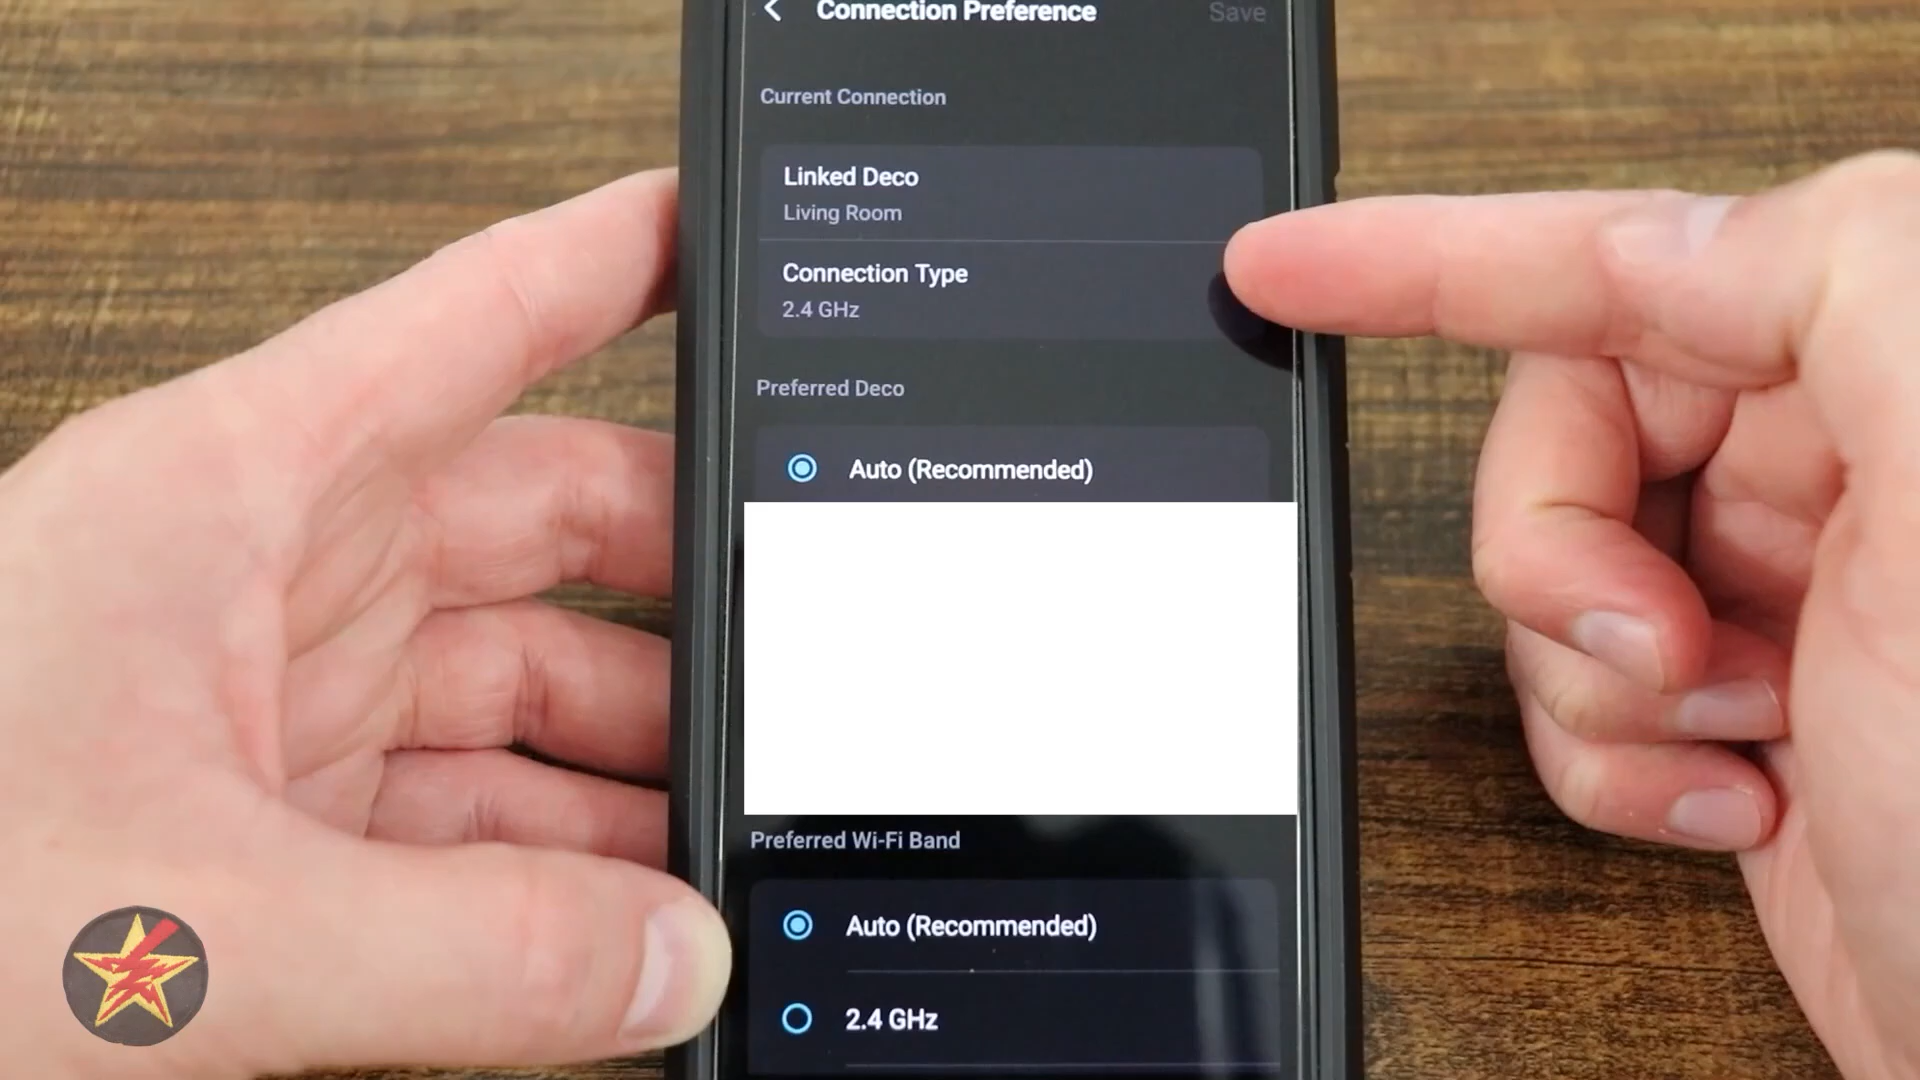 Connection Preference Save
Current Connection
Linked Deco
Living Room
Connection Type
2.4 GHz
Preferred Deco
Auto (Recommended)
Preferred Wi-Fi Band
Auto (Recommended)
2.4 GHz